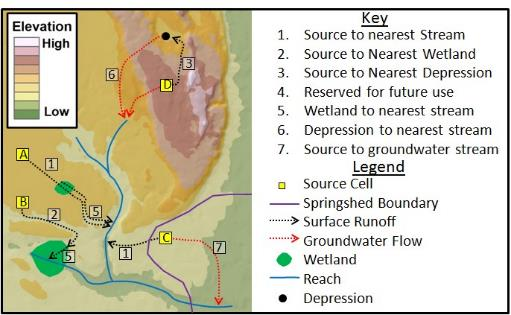 Elevation
High
Low
6
3
D
A
1
B
2
5
5
C
1
7
Key
1. Source to nearest Stream
2. Source to Nearest Wetland
3. Source to Nearest Depression
4. Reserved for future use
5. Wetland to nearest stream
6. Depression to nearest stream
7. Source to groundwater stream
Legend
Source Cell
Springshed Boundary
Surface Runoff
Groundwater Flow
Wetland
Reach
Depression